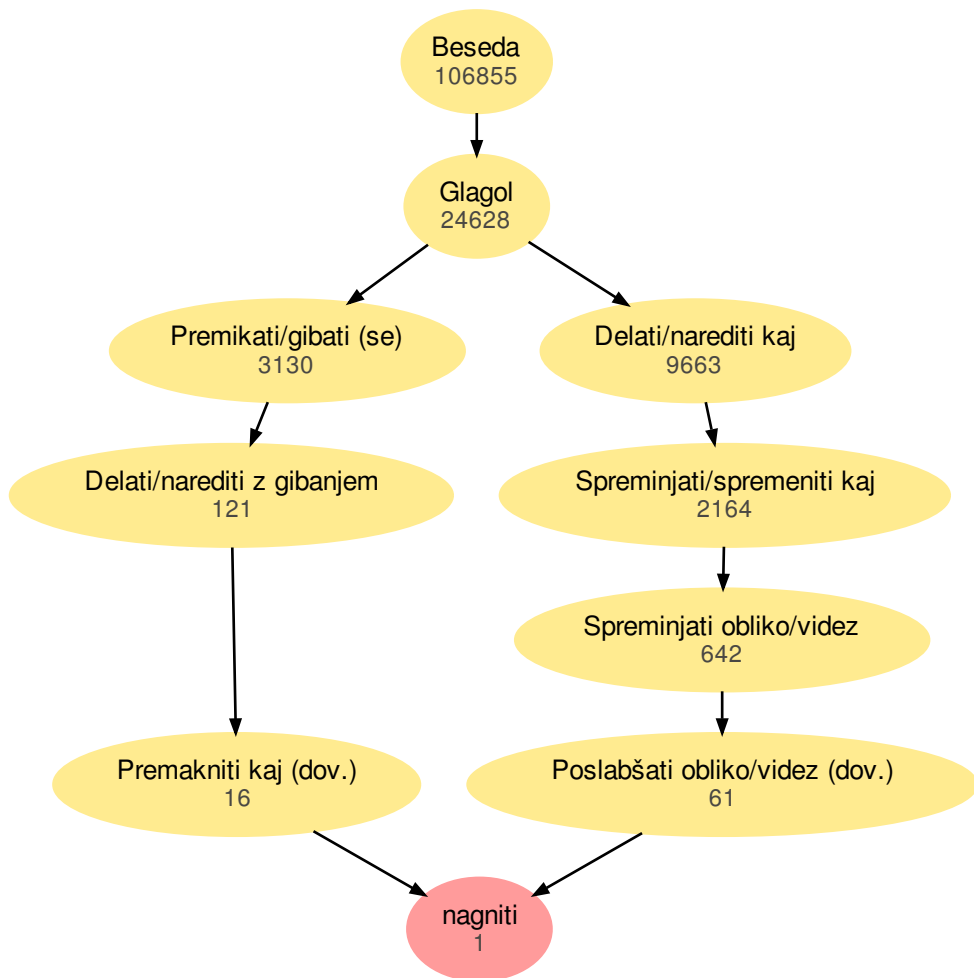 Beseda
106855
Glagol
24628
Premikati/gibati (se)
3130
Delati/narediti kaj
9663
Delati/narediti z gibanjem
121
Spreminjati/spremeniti kaj
2164
Spreminjati obliko/videz
642
Premakniti kaj (dov.)
16
Poslabšati obliko/videz (dov.)
61
nagniti
1